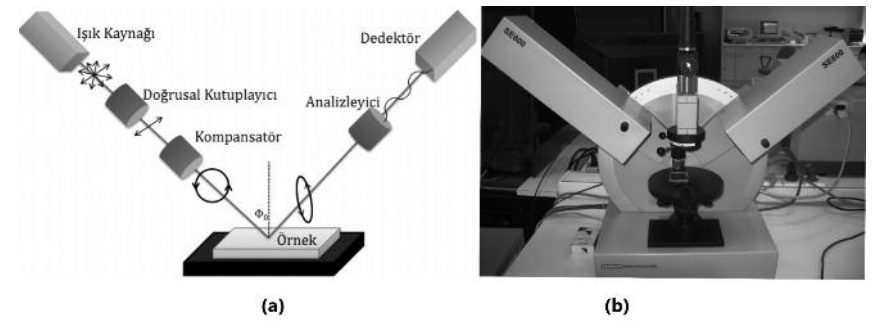 Işık Kaynağı
Dedektör
Doğrusal Kutuplayıcı
Analizleyici
Kompansatör
Φ₀
Örnek
SE800
SE800
(a)
(b)